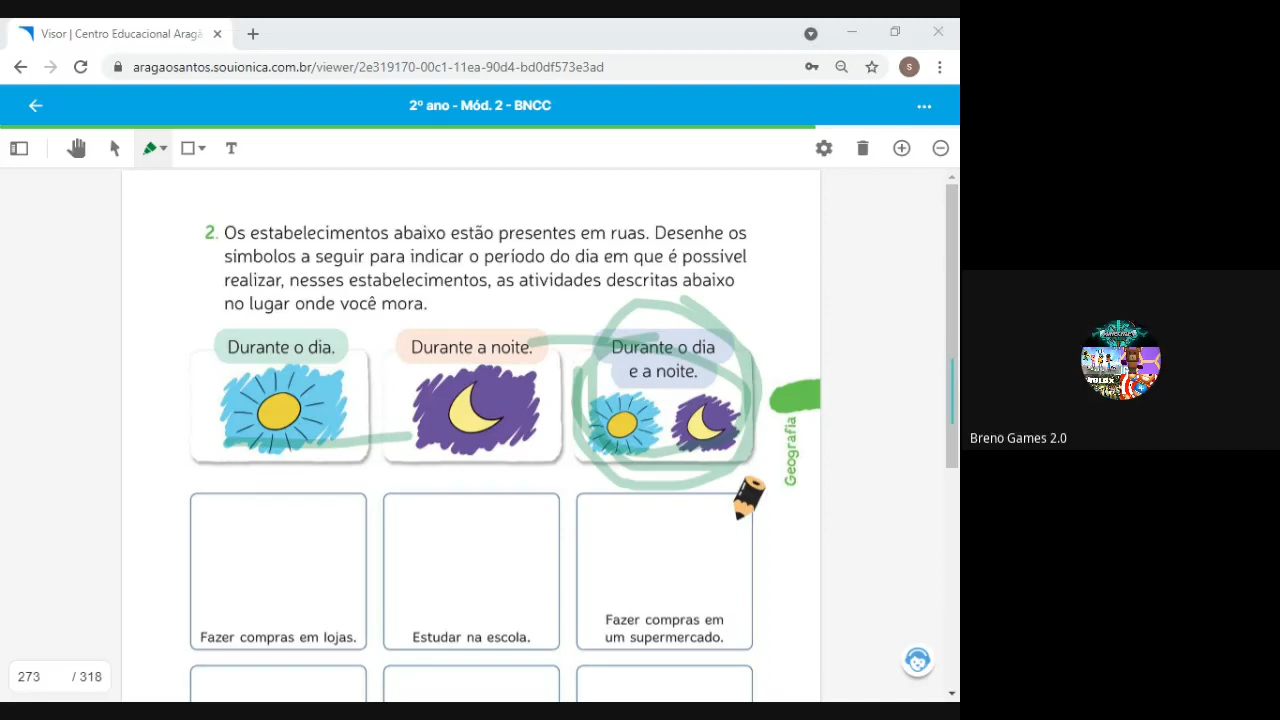 Visor | Centro Educacional Aragã
aragaosantos.souionica.com.br/viewer/2e319170-00c1-11ea-90d4-bd0df573e3ad
s
2º ano - Mód. 2 - BNCC
T
2. Os estabelecimentos abaixo estão presentes em ruas. Desenhe os
símbolos a seguir para indicar o período do dia em que é possível
realizar, nesses estabelecimentos, as atividades descritas abaixo
no lugar onde você mora.
Durante o dia.
Durante a noite.
Durante o dia
e a noite.
Geografia
Fazer compras em lojas.
Estudar na escola.
Fazer compras em
um supermercado.
273 / 318
ROBLOX
Breno Games 2.0